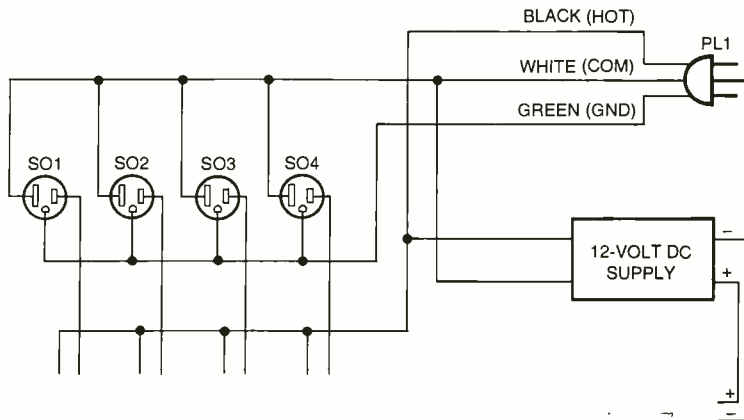 BLACK (HOT)
PL1
WHITE (COM)
GREEN (GND)
SO1 SO2 SO3 SO4
12-VOLT DC
SUPPLY
−
+
+
−